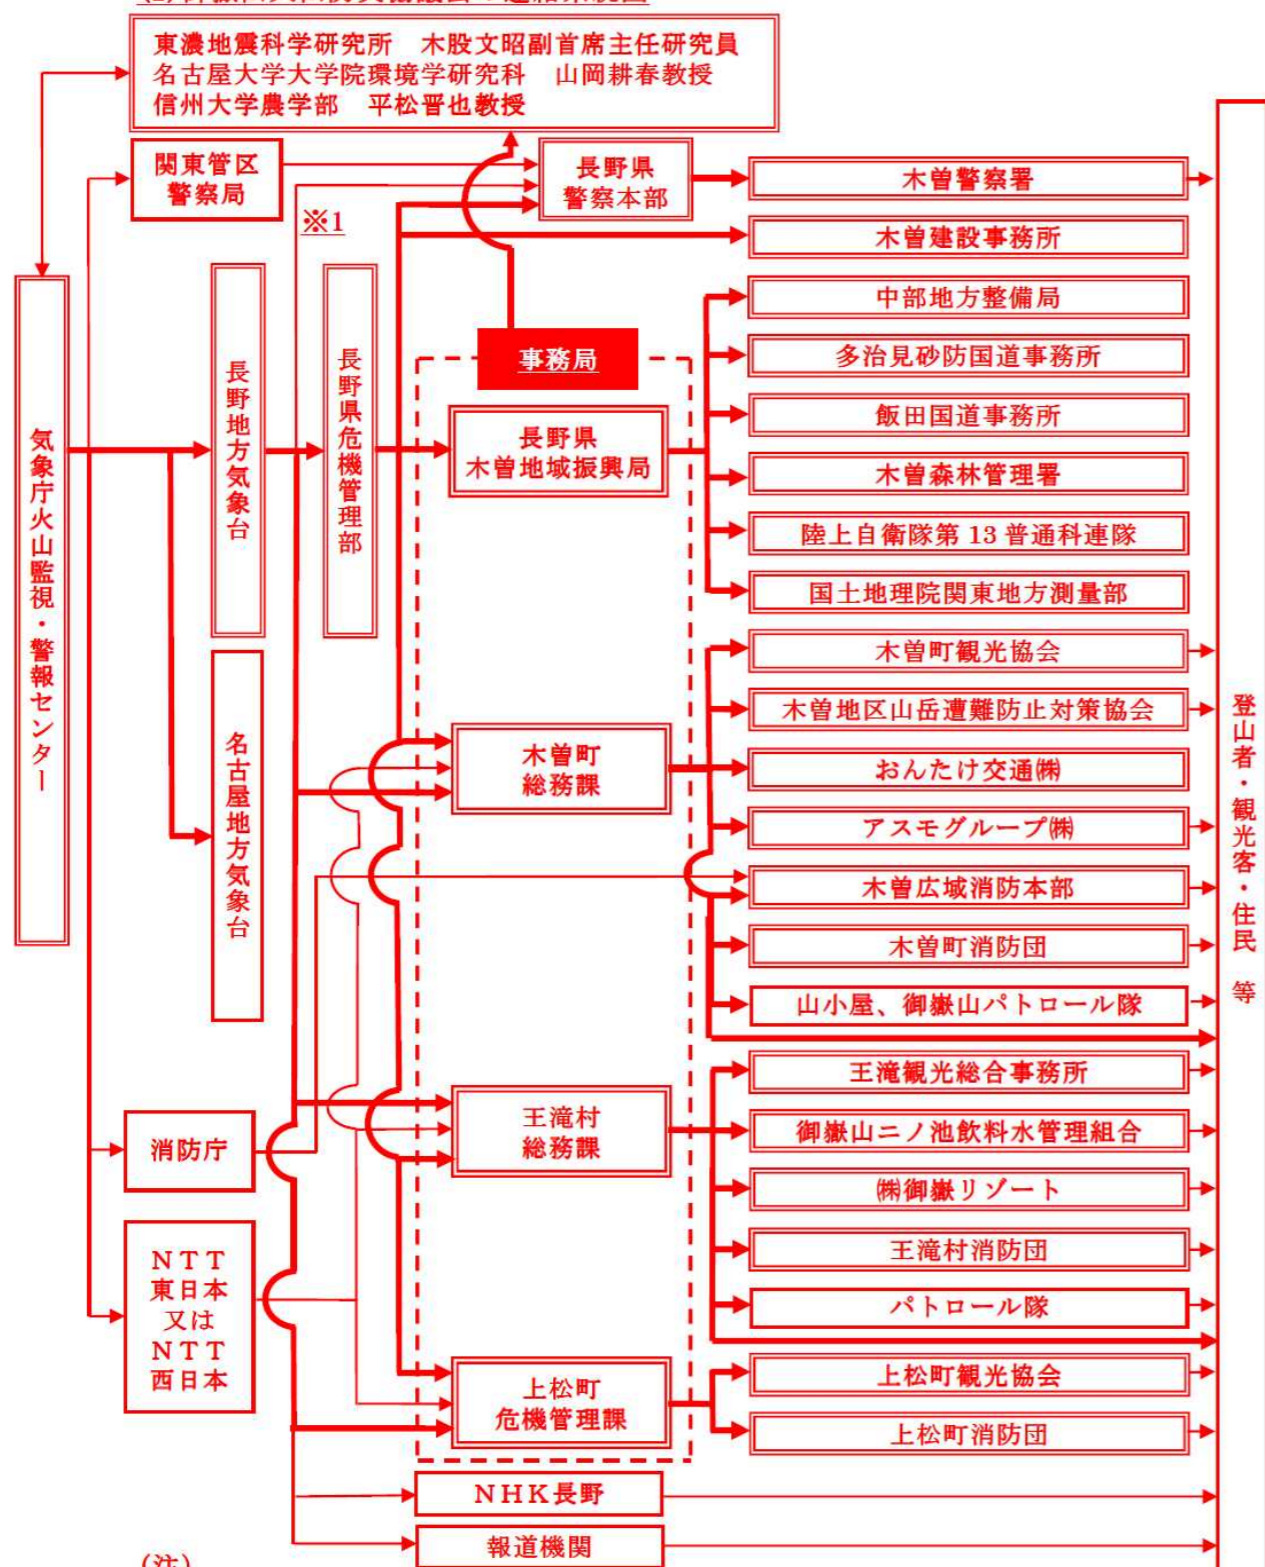 東濃地震科学研究所　木股文昭副首席主任研究員
名古屋大学大学院環境学研究科　山岡耕春教授
信州大学農学部　平松晋也教授
関東管区
警察局
長野県
警察本部
木曽警察署
※1
木曽建設事務所
中部地方整備局
事務局
多治見砂防国道事務所
長野地方気象台
長野県危機管理部
飯田国道事務所
気象庁火山監視・警報センター
長野県
木曽地域振興局
木曽森林管理署
陸上自衛隊第 13 普通科連隊
国土地理院関東地方測量部
木曽町観光協会
名古屋地方気象台
木曽地区山岳遭難防止対策協会
登山者・観光客・住民　等
木曽町
総務課
おんたけ交通㈱
アスモグループ㈱
木曽広域消防本部
木曽町消防団
山小屋、御嶽山パトロール隊
王滝観光総合事務所
消防庁
王滝村
総務課
御嶽山二ノ池飲料水管理組合
㈱御嶽リゾート
王滝村消防団
ＮＴＴ
東日本
又は
ＮＴＴ
西日本
パトロール隊
上松町
危機管理課
上松町観光協会
上松町消防団
ＮＨＫ長野
報道機関
（注）